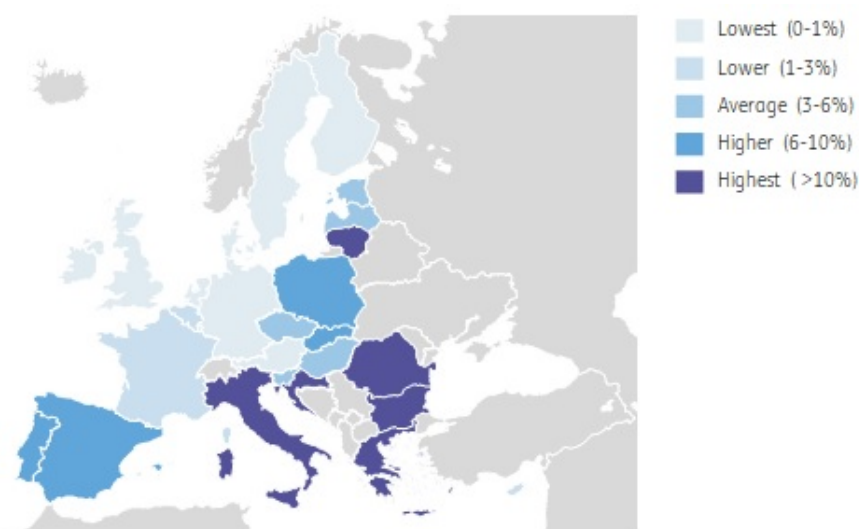 Lowest (0-1%)
Lower (1-3%)
Average (3-6%)
Higher (6-10%)
Highest ( >10%)